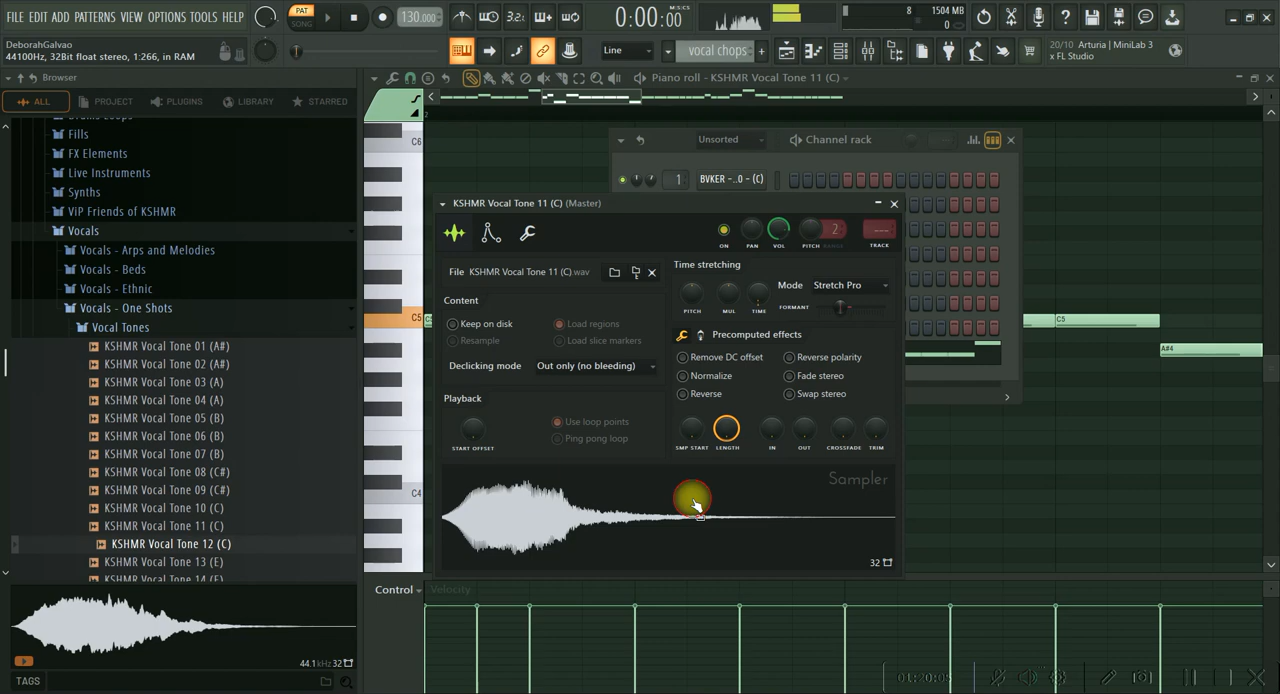 FILE EDIT ADD PATTERNS VIEW OPTIONS TOOLS HELP
PAT
SONG
130.000
3.2.
0:00:00
M:S:CS
8
1504 MB
0
DeborahGalvao
44100Hz, 32Bit float stereo, 1:266, in RAM
Line
vocal chops
20/10 Arturia | MiniLab 3
x FL Studio
Browser
Piano roll - KSHMR Vocal Tone 11 (C)
ALL
PROJECT
PLUGINS
LIBRARY
STARRED
Fills
FX Elements
Live Instruments
Synths
ViP Friends of KSHMR
Vocals
Vocals - Arps and Melodies
Vocals - Beds
Vocals - Ethnic
Vocals - One Shots
Vocal Tones
KSHMR Vocal Tone 01 (A#)
KSHMR Vocal Tone 02 (A#)
KSHMR Vocal Tone 03 (A)
KSHMR Vocal Tone 04 (A)
KSHMR Vocal Tone 05 (B)
KSHMR Vocal Tone 06 (B)
KSHMR Vocal Tone 07 (B)
KSHMR Vocal Tone 08 (C#)
KSHMR Vocal Tone 09 (C#)
KSHMR Vocal Tone 10 (C)
KSHMR Vocal Tone 11 (C)
KSHMR Vocal Tone 12 (C)
KSHMR Vocal Tone 13 (E)
KSHMR Vocal Tone 14 (E)
44.1kHz 32
TAGS
2
C6
C5
C4
C5
A#4
Unsorted
Channel rack
1
BVKER -..0 - (C)
KSHMR Vocal Tone 11 (C) (Master)
ON
PAN
VOL
PITCH
RANGE
2
---
TRACK
File KSHMR Vocal Tone 11 (C).wav
Content
Keep on disk
Load regions
Resample
Load slice markers
Declicking mode
Out only (no bleeding)
Playback
START OFFSET
Use loop points
Ping pong loop
Time stretching
PITCH
MUL
TIME
Mode
Stretch Pro
FORMANT
Precomputed effects
Remove DC offset
Reverse polarity
Normalize
Fade stereo
Reverse
Swap stereo
SMP START
LENGTH
IN
OUT
CROSSFADE
TRIM
Sampler
32
Control
Velocity